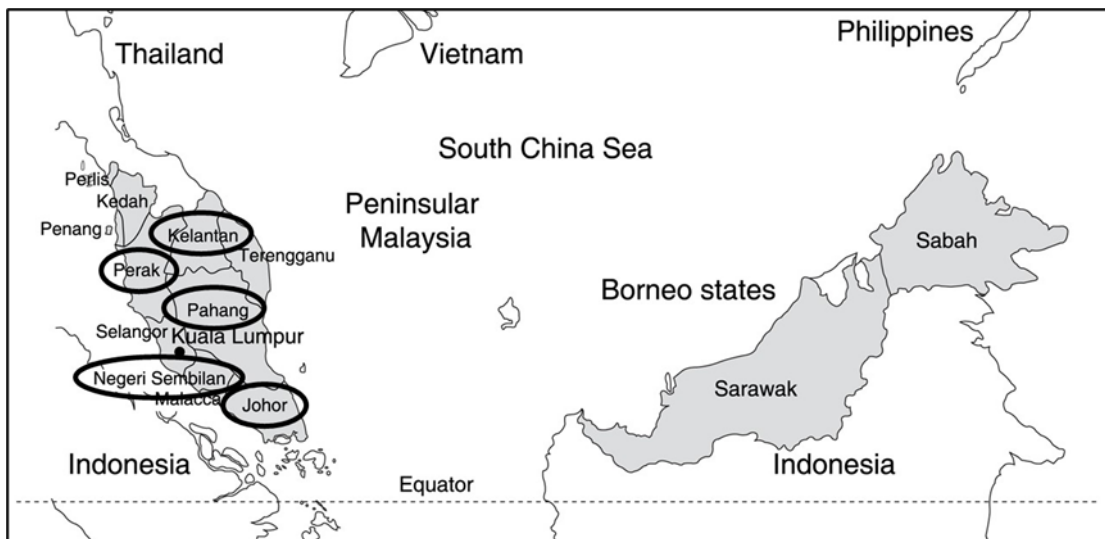 Thailand
Vietnam
Philippines
South China Sea
Perlis
Kedah
Peninsular
Malaysia
Penang
Kelantan
Terengganu
Sabah
Perak
Borneo states
Pahang
Selangor
Kuala Lumpur
Negeri Sembilan
Malacca
Johor
Sarawak
Indonesia
Indonesia
Equator